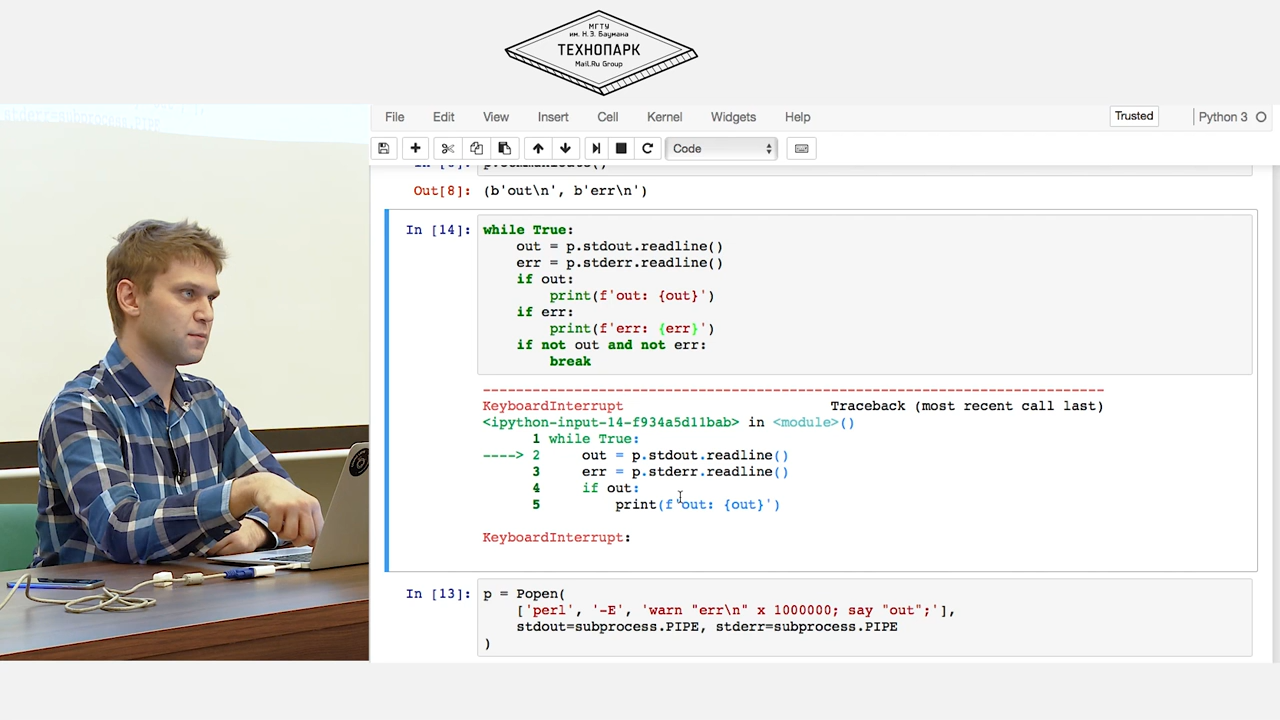 МГТУ
им. Н.Э. Баумана
ТЕХНОПАРК
Mail.Ru Group
stderr=subprocess.PIPE
File Edit View Insert Cell Kernel Widgets Help Trusted Python 3
Code
Out[8]: (b'out\n', b'err\n')
In [14]: while True:
out = p.stdout.readline()
err = p.stderr.readline()
if out:
print(f'out: {out}')
if err:
print(f'err: {err}')
if not out and not err:
break
---------------------------------------------------------------------------
KeyboardInterrupt Traceback (most recent call last)
<ipython-input-14-f934a5d11bab> in <module>()
1 while True:
----> 2 out = p.stdout.readline()
3 err = p.stderr.readline()
4 if out:
5 print(f'out: {out}')
KeyboardInterrupt:
In [13]: p = Popen(
['perl', '-E', 'warn "err\n" x 1000000; say "out";'],
stdout=subprocess.PIPE, stderr=subprocess.PIPE
)